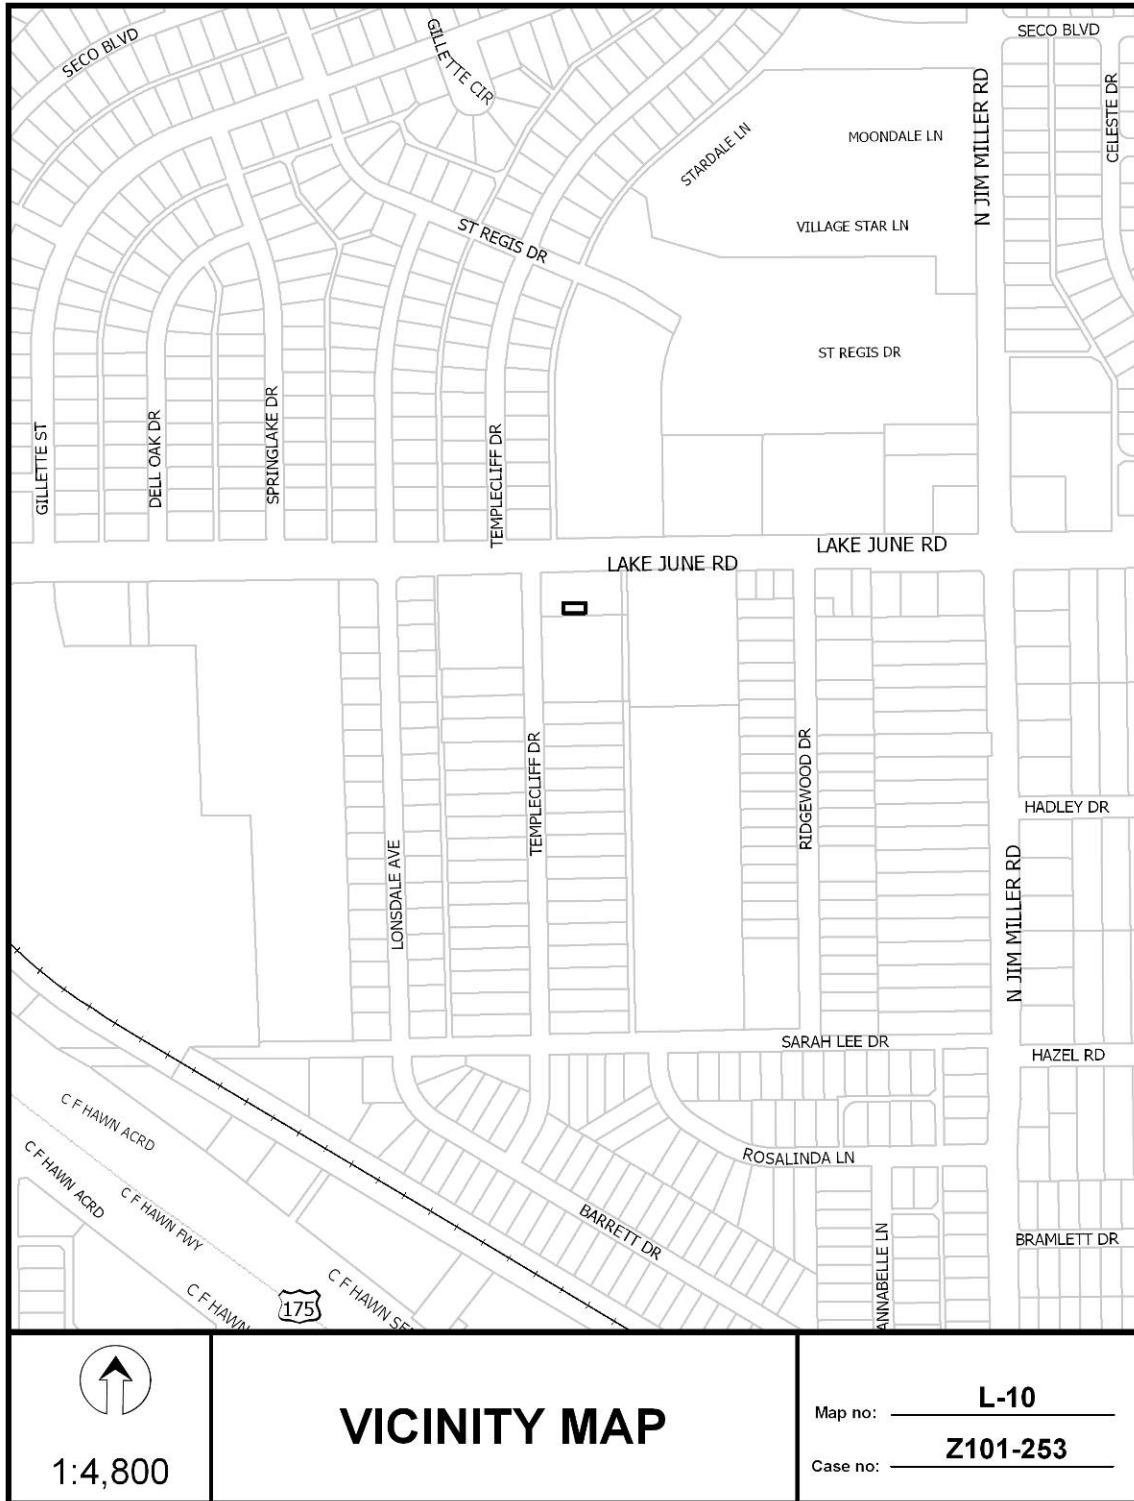 SECO BLVD
GILLETTE CIR
SECO BLVD
N JIM MILLER RD
CELESTE DR
STARDALE LN
MOONDALE LN
VILLAGE STAR LN
ST REGIS DR
ST REGIS DR
GILLETTE ST
DELL OAK DR
SPRINGLAKE DR
TEMPLECLIFF DR
LAKE JUNE RD
LAKE JUNE RD
TEMPLECLIFF DR
RIDGEWOOD DR
HADLEY DR
LONSDALE AVE
N JIM MILLER RD
SARAH LEE DR
HAZEL RD
C F HAWN ACRD
C F HAWN ACRD
C F HAWN FWY
ROSALINDA LN
BARRETT DR
ANNABELLE LN
BRAMLETT DR
C F HAWN
175
C F HAWN
1:4,800
VICINITY MAP
Map no: L-10
Case no: Z101-253